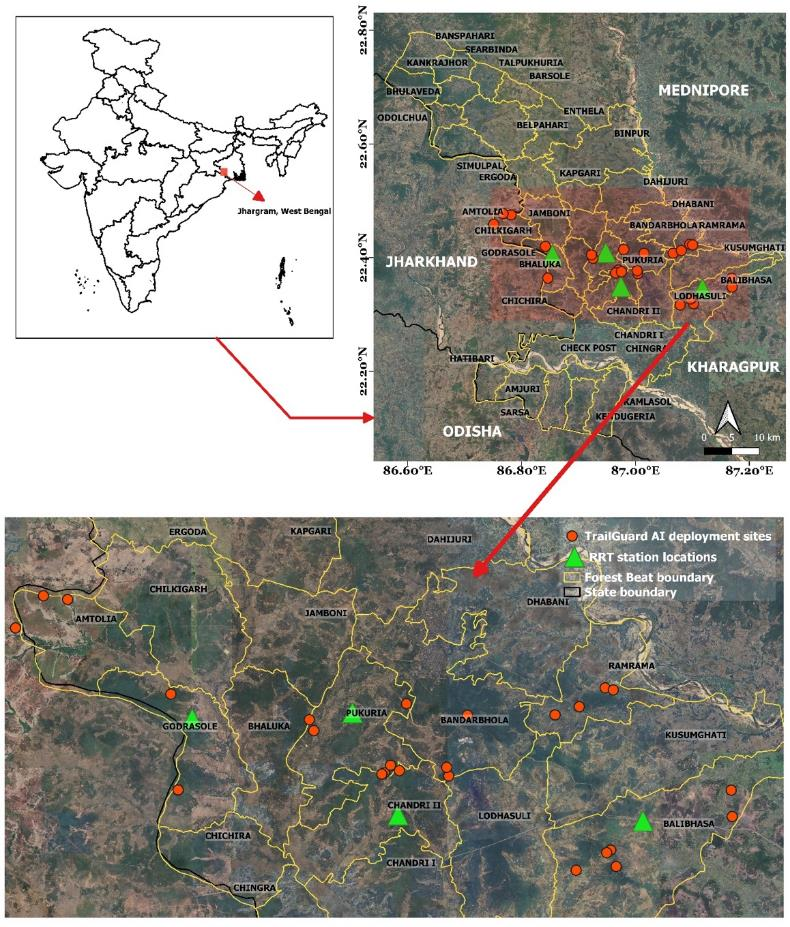 Jhargram, West Bengal
22.80°N
22.60°N
22.40°N
22.20°N
BANSPAHARI
SEARBINDA
KANKRAJHOR
TALPUKHURIA
BARSOLE
BHULAVEDA
MEDNIPORE
ODOLCHUA
ENTHELA
BELPAHARI
BINPUR
SIMULPAL
KAPGARI
ERGODA
DAHIJURI
DHABANI
AMTOLIA
JAMBONI
BANDARBHOLA
RAMRAMA
CHILKIGARH
KUSUMGHATI
GODRASOLE
JHARKHAND
BHALUKA
PUKURIA
BALIBHASA
CHICHIRA
LODHASULI
CHANDRI II
CHANDRI I
CHECK POST
CHINGRA
HATIBARI
KHARAGPUR
AMJURI
KAMLASOL
SARSA
KENDUGERIA
ODISHA
0 5 10 km
86.60°E 86.80°E 87.00°E 87.20°E
ERGODA
KAPGARI
DAHIJURI
TrailGuard AI deployment sites
RRT station locations
Forest Beat boundary
State boundary
CHILKIGARH
DHABANI
AMTOLIA
JAMBONI
RAMRAMA
GODRASOLE
BHALUKA
PUKURIA
BANDARBHOLA
KUSUMGHATI
CHANDRI II
LODHASULI
BALIBHASA
CHICHIRA
CHANDRI I
CHINGRA